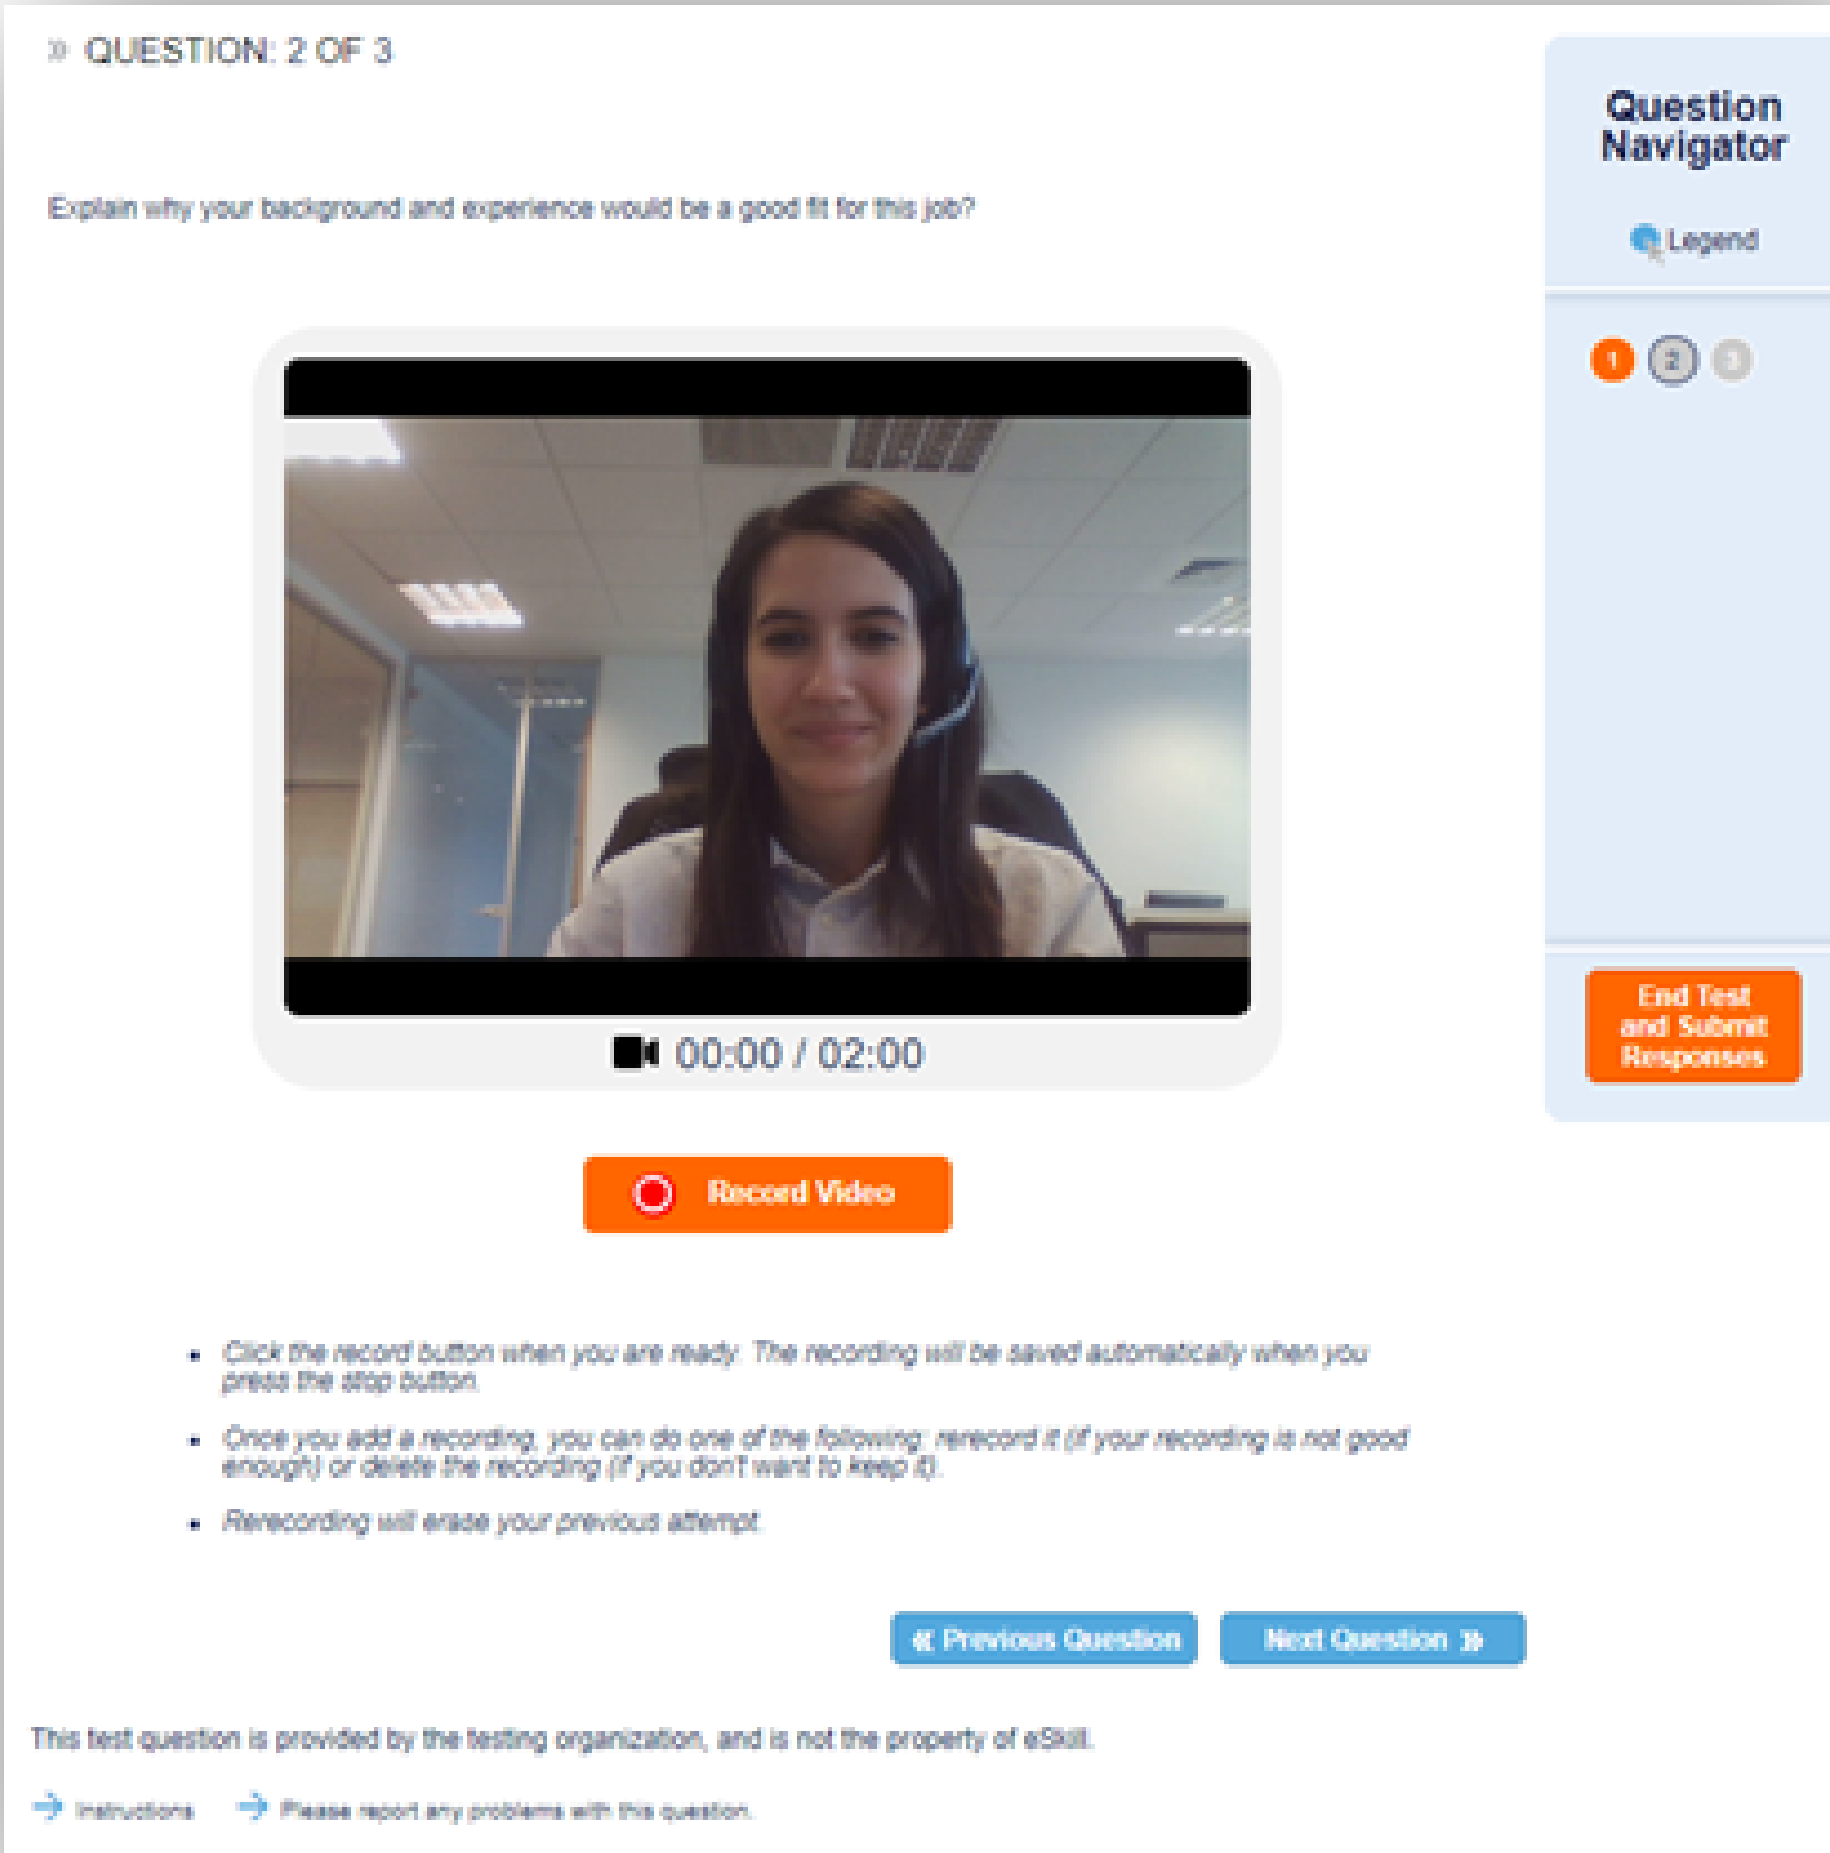 » QUESTION: 2 OF 3
Explain why your background and experience would be a good fit for this job?
00:00 / 02:00
Record Video
• Click the record button when you are ready. The recording will be saved automatically when you
press the stop button.
• Once you add a recording, you can do one of the following: rerecord it (if your recording is not good
enough) or delete the recording (if you don't want to keep it).
• Rerecording will erase your previous attempt.
« Previous Question
Next Question »
This test question is provided by the testing organization, and is not the property of eSkill.
Instructions
Please report any problems with this question.
Question
Navigator
Legend
1 2 3
End Test
and Submit
Responses